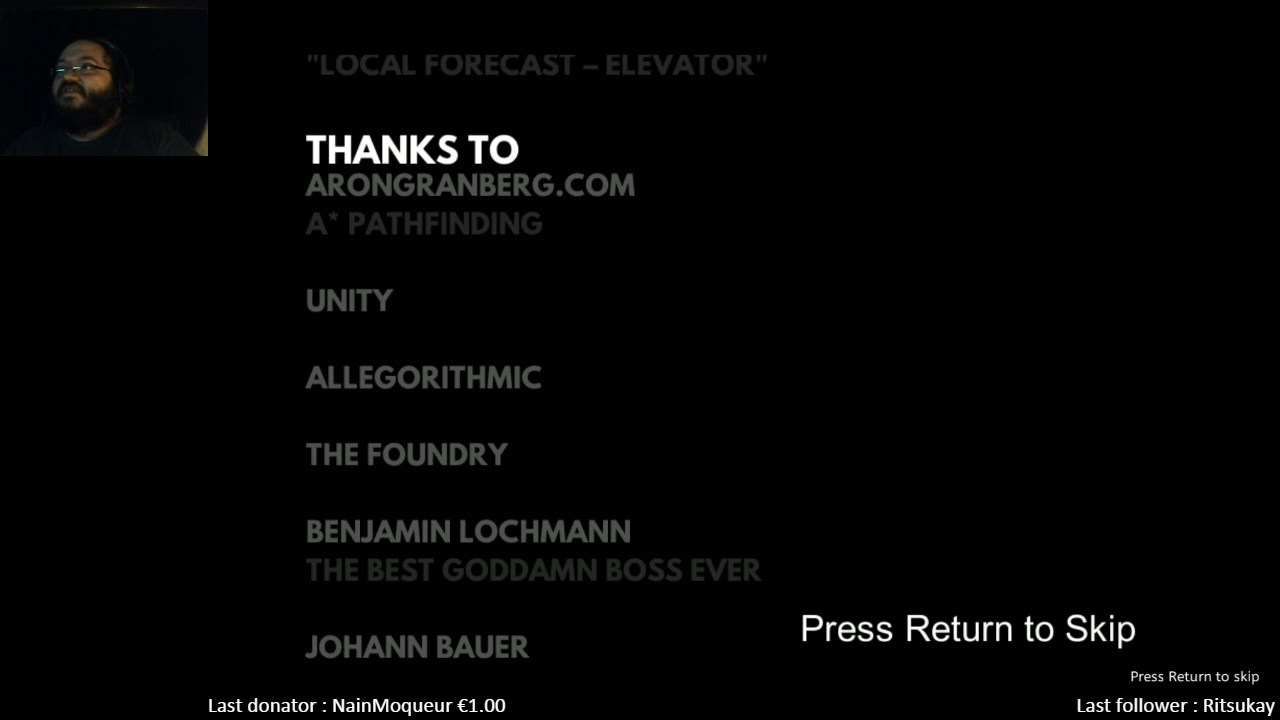 "LOCAL FORECAST – ELEVATOR"
THANKS TO
ARONGRANBERG.COM
A* PATHFINDING
UNITY
ALLEGORITHMIC
THE FOUNDRY
BENJAMIN LOCHMANN
THE BEST GODDAMN BOSS EVER
JOHANN BAUER
Press Return to Skip
Press Return to skip
Last donator : NainMoqueur €1.00
Last follower : Ritsukay